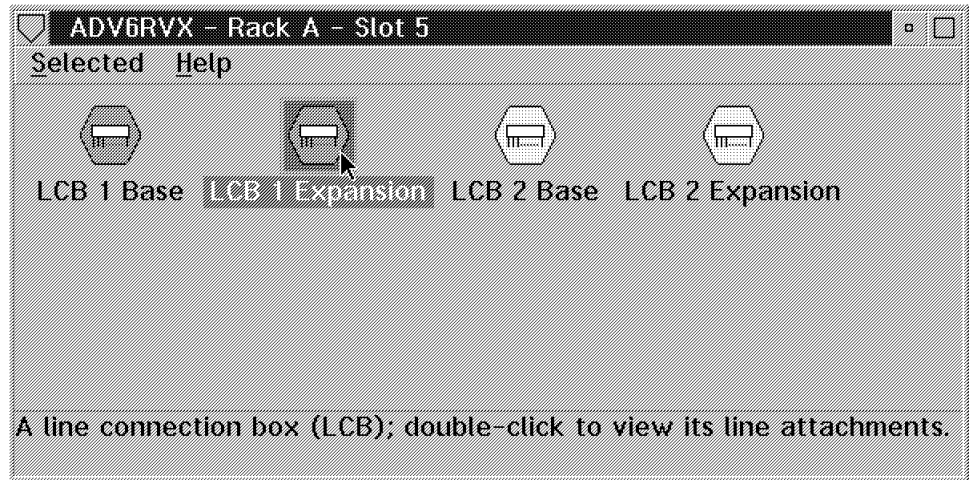 ADV6RVX - Rack A - Slot 5
Selected Help
LCB 1 Base LCB 1 Expansion LCB 2 Base LCB 2 Expansion
A line connection box (LCB); double-click to view its line attachments.